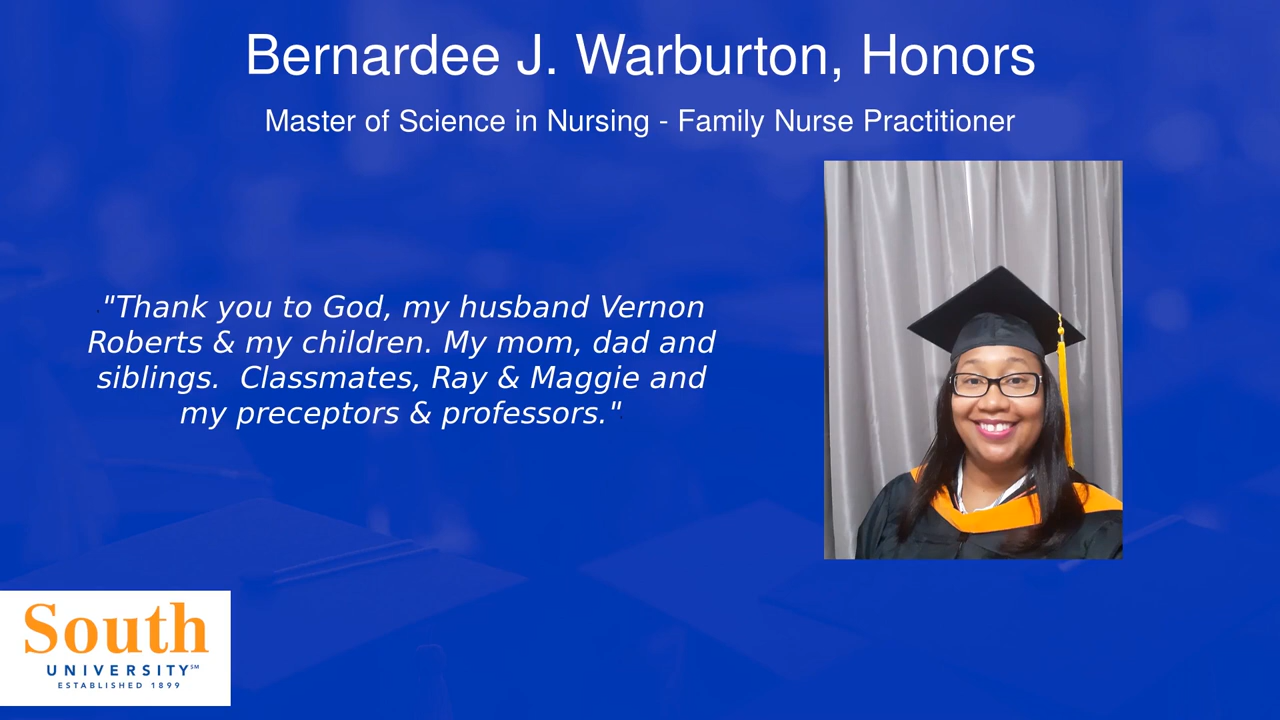 Bernardee J. Warburton, Honors
Master of Science in Nursing - Family Nurse Practitioner
"Thank you to God, my husband Vernon
Roberts & my children. My mom, dad and
siblings.  Classmates, Ray & Maggie and
my preceptors & professors."
South
UNIVERSITY℠
ESTABLISHED 1899